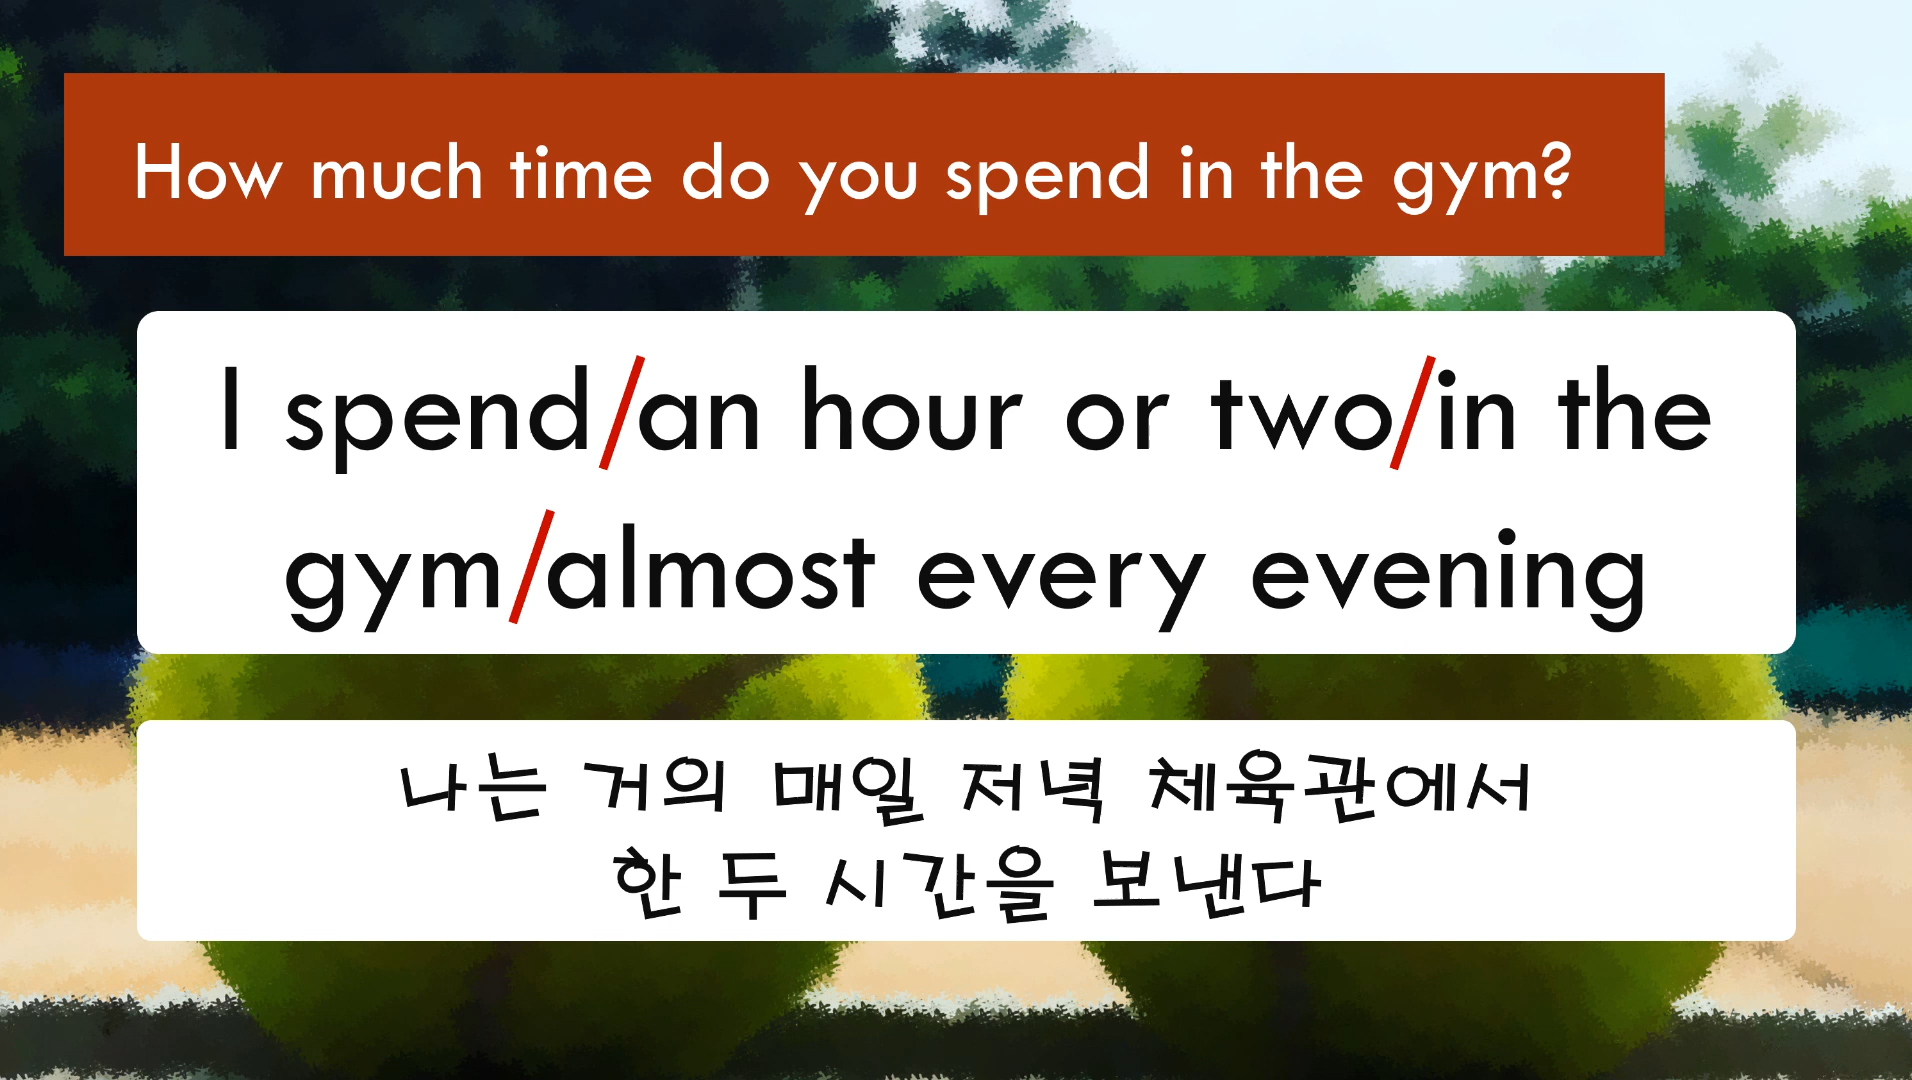 How much time do you spend in the gym?
I spend/an hour or two/in the
gym/almost every evening
나는 거의 매일 저녁 체육관에서
한 두 시간을 보낸다